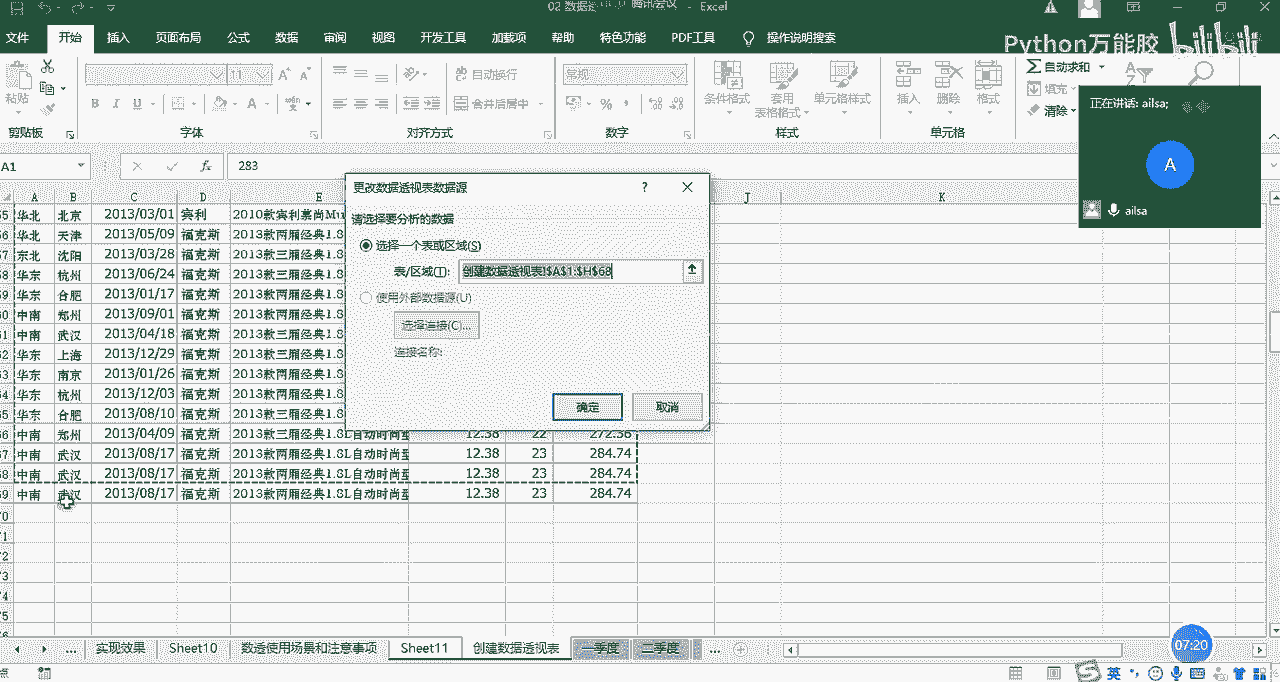 02 数据透 腾讯会议 - Excel
文件 开始 插入 页面布局 公式 数据 审阅 视图 开发工具 加载项 帮助 特色功能 PDF工具 操作说明搜索
Python万能胶 bilibili
粘贴 B I U A 自动换行 合并后居中 常规 % 条件格式 套用 表格格式 单元格样式 插入 删除 格式 自动求和 填充 清除
剪贴板 字体 对齐方式 数字 样式 单元格
正在讲话: ailsa;
A
ailsa
A1 fx 283
更改数据透视表数据源 ?
请选择要分析的数据
选择一个表或区域(S)
表/区域(T): 创建数据透视表!$A$1:$H$68
使用外部数据源(U)
选择连接(C)...
连接名称:
确定 取消
A B C D E J K
55 华北 北京 2013/03/01 宾利 2010款宾利慕尚Mu
56 华北 天津 2013/05/09 福克斯 2013款两厢经典1.8
57 东北 沈阳 2013/03/28 福克斯 2013款三厢经典1.8
58 华东 杭州 2013/06/24 福克斯 2013款两厢经典1.8
59 华东 合肥 2013/01/17 福克斯 2013款两厢经典1.8
60 中南 郑州 2013/09/01 福克斯 2013款两厢经典1.8
61 中南 武汉 2013/04/18 福克斯 2013款三厢经典1.8
62 华东 上海 2013/12/29 福克斯 2013款三厢经典1.8
63 华东 南京 2013/01/26 福克斯 2013款两厢经典1.8
64 华东 杭州 2013/12/03 福克斯 2013款两厢经典1.8
65 华东 合肥 2013/08/10 福克斯 2013款两厢经典1.8
66 中南 郑州 2013/04/09 福克斯 2013款三厢经典1.8L自动时尚型 12.38 22 272.36
67 中南 武汉 2013/08/17 福克斯 2013款两厢经典1.8L自动时尚型 12.38 23 284.74
68 中南 武汉 2013/08/17 福克斯 2013款两厢经典1.8L自动时尚型 12.38 23 284.74
69 中南 武汉 2013/08/17 福克斯 2013款两厢经典1.8L自动时尚型 12.38 23 284.74
70
71
72
73
74
75
... 实现效果 Sheet10 数透使用场景和注意事项 Sheet11 创建数据透视表 一季度 二季度 ...
07:20
英